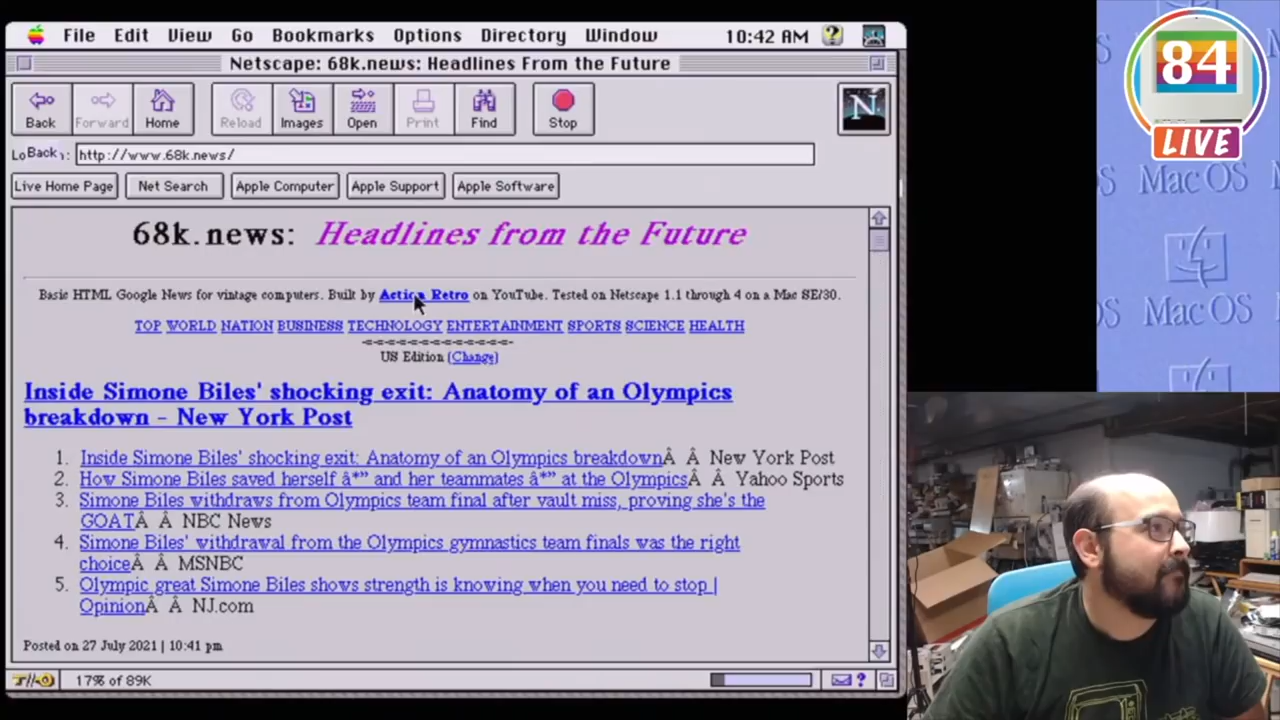 File Edit View Go Bookmarks Options Directory Window 10:42 AM
Netscape: 68k.news: Headlines From the Future
Back Forward Home Reload Images Open Print Find Stop
N
Back : http://www.68k.news/
Live Home Page Net Search Apple Computer Apple Support Apple Software
68k.news: Headlines from the Future
Basic HTML Google News for vintage computers. Built by Action Retro on YouTube. Tested on Netscape 1.1 through 4 on a Mac SE/30.
TOP WORLD NATION BUSINESS TECHNOLOGY ENTERTAINMENT SPORTS SCIENCE HEALTH
US Edition (Change)
Inside Simone Biles' shocking exit: Anatomy of an Olympics
breakdown - New York Post
1. Inside Simone Biles' shocking exit: Anatomy of an Olympics breakdownÂ Â New York Post
2. How Simone Biles saved herself â*” and her teammates â*” at the OlympicsÂ Â Yahoo Sports
3. Simone Biles withdraws from Olympics team final after vault miss, proving she's the
GOATÂ Â NBC News
4. Simone Biles' withdrawal from the Olympics gymnastics team finals was the right
choiceÂ Â MSNBC
5. Olympic great Simone Biles shows strength is knowing when you need to stop |
OpinionÂ Â NJ.com
Posted on 27 July 2021 | 10:41 pm
17% of 89K
84
LIVE
Mac OS
Mac OS